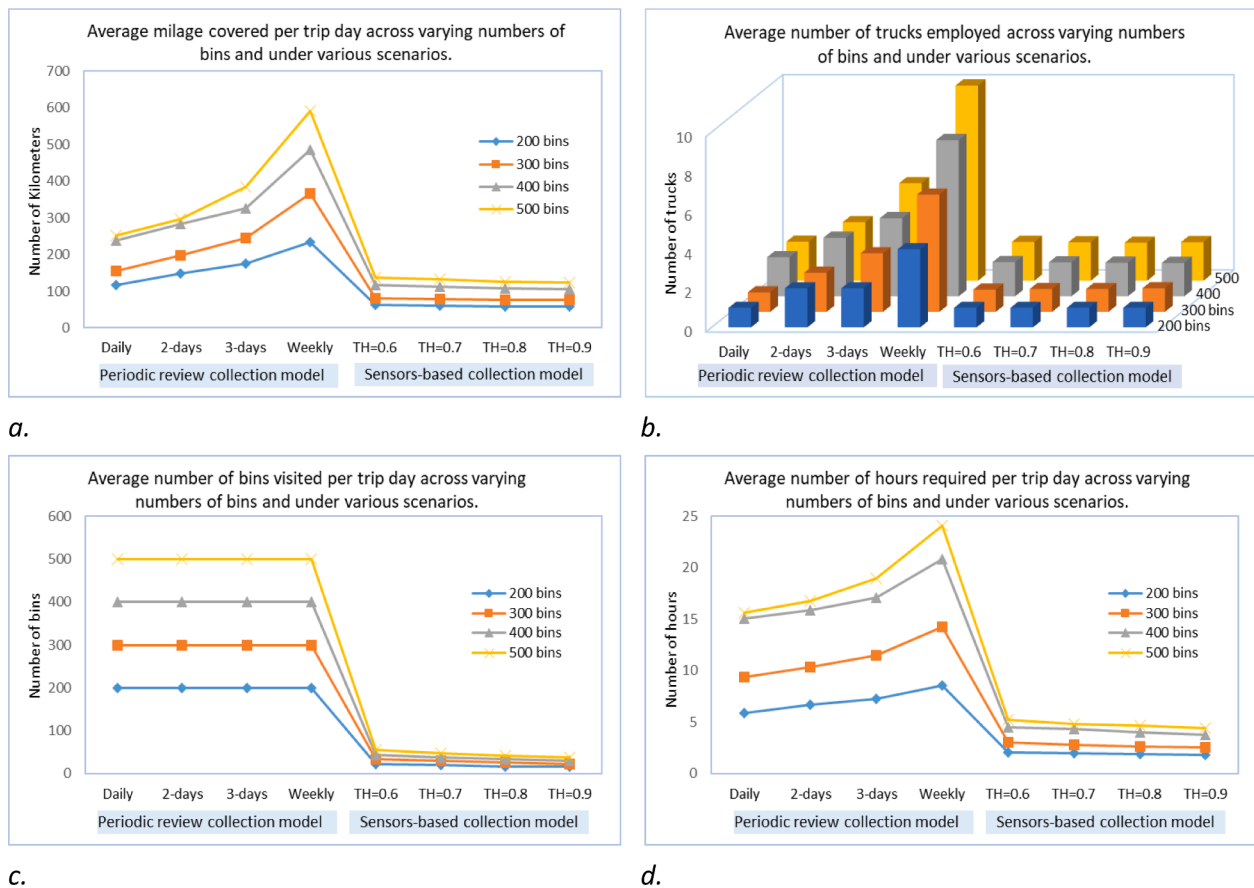 Average milage covered per trip day across varying numbers of
bins and under various scenarios.
Number of Kilometers
700
600
500
400
300
200
100
0
200 bins
300 bins
400 bins
500 bins
Daily 2-days 3-days Weekly TH=0.6 TH=0.7 TH=0.8 TH=0.9
Periodic review collection model Sensors-based collection model
a.
Average number of trucks employed across varying numbers
of bins and under various scenarios.
Number of trucks
10
8
6
4
2
0
500
400
300 bins
200 bins
Daily 2-days 3-days Weekly TH=0.6 TH=0.7 TH=0.8 TH=0.9
Periodic review collection model Sensors-based collection model
b.
Average number of bins visited per trip day across varying
numbers of bins and under various scenarios.
Number of bins
600
500
400
300
200
100
0
200 bins
300 bins
400 bins
500 bins
Daily 2-days 3-days Weekly TH=0.6 TH=0.7 TH=0.8 TH=0.9
Periodic review collection model Sensors-based collection model
c.
Average number of hours required per trip day across varying
numbers of bins and under various scenarios.
Number of hours
25
20
15
10
5
0
200 bins
300 bins
400 bins
500 bins
Daily 2-days 3-days Weekly TH=0.6 TH=0.7 TH=0.8 TH=0.9
Periodic review collection model Sensors-based collection model
d.